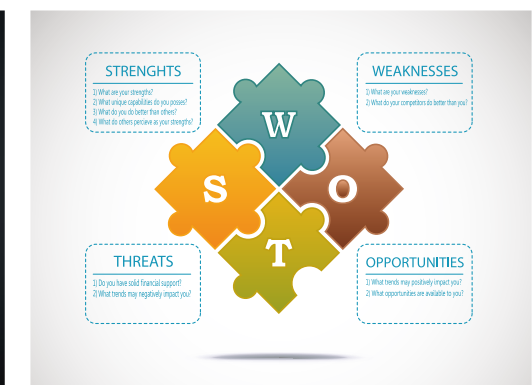 STRENGHTS
1) What are your strengths?
2) What unique capabilities do you posses?
3) What do you do better than others?
4) What do others percieve as your strengths?
WEAKNESSES
1) What are your weaknesses?
2) What do your competitors do better than you?
W
S
O
T
THREATS
1) Do you have solid financial support?
2) What trends may negatively impact you?
OPPORTUNITIES
1) What trends may positively impact you?
2) What opportunities are available to you?